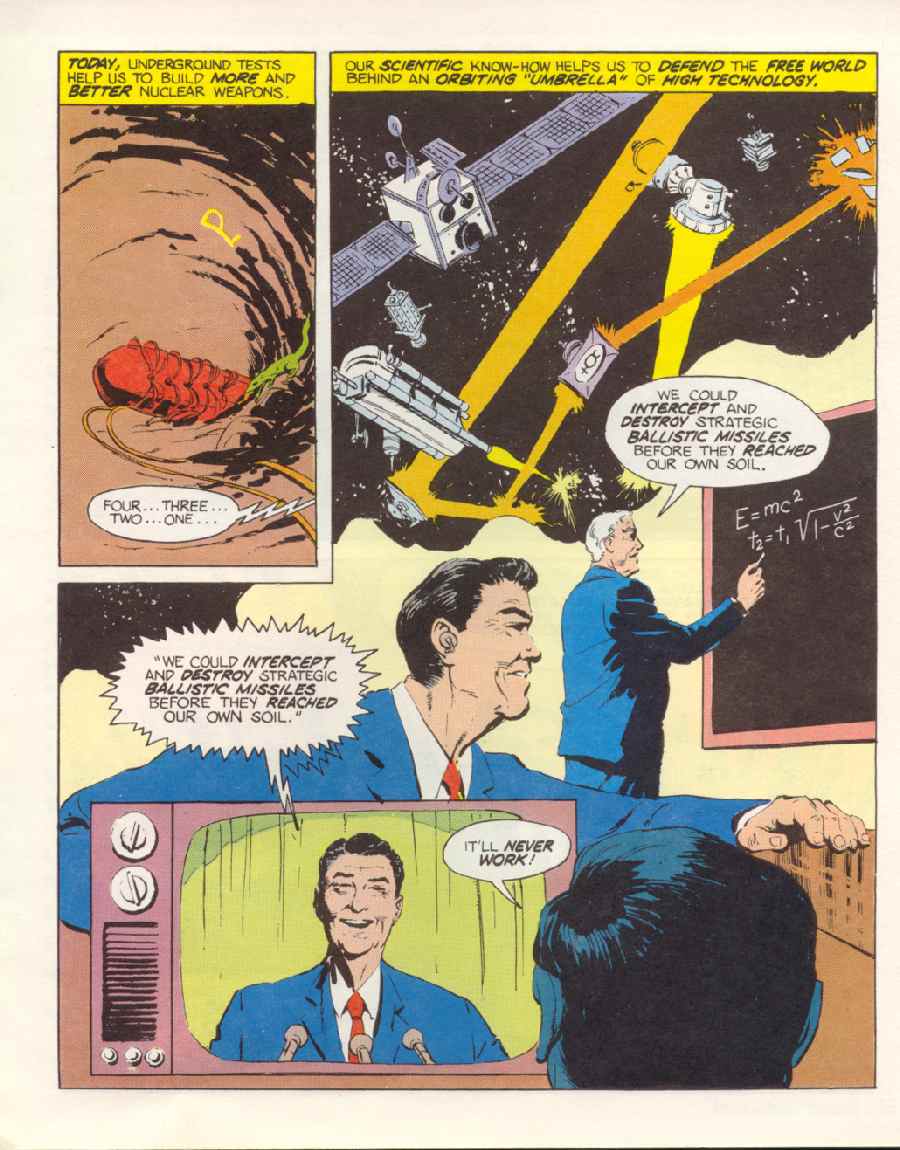 TODAY, UNDERGROUND TESTS
HELP US TO BUILD MORE AND
BETTER NUCLEAR WEAPONS.
FOUR...THREE...
TWO...ONE...
OUR SCIENTIFIC KNOW-HOW HELPS US TO DEFEND THE FREE WORLD
BEHIND AN ORBITING "UMBRELLA" OF HIGH TECHNOLOGY.
WE COULD
INTERCEPT AND
DESTROY STRATEGIC
BALLISTIC MISSILES
BEFORE THEY REACHED
OUR OWN SOIL.
E=mc²
t₂=t₁√1-v²/c²
"WE COULD INTERCEPT
AND DESTROY STRATEGIC
BALLISTIC MISSILES
BEFORE THEY REACHED
OUR OWN SOIL."
IT'LL NEVER
WORK!